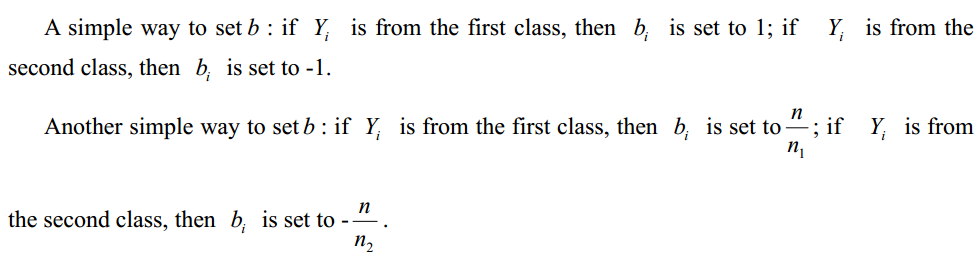 A simple way to set b : if Y_i is from the first class, then b_i is set to 1; if Y_i is from the
second class, then b_i is set to -1.
Another simple way to set b : if Y_i is from the first class, then b_i is set to n/n_1 ; if Y_i is from
the second class, then b_i is set to - n/n_2 .